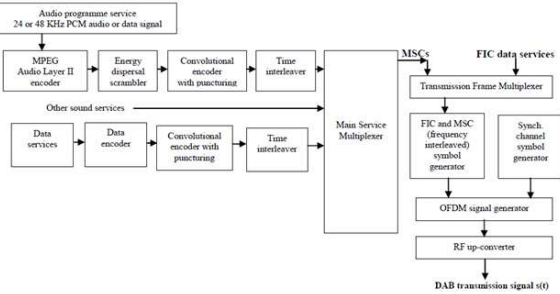 Audio programme service
24 or 48 KHz PCM audio or data signal
MPEG
Audio Layer II
encoder
Energy
dispersal
scrambler
Convolutional
encoder
with puncturing
Time
interleaver
Other sound services
Data
services
Data
encoder
Convolutional
encoder with
puncturing
Time
interleaver
Main Service
Multiplexer
MSCs
FIC data services
Transmission Frame Multiplexer
FIC and MSC
(frequency
interleaved)
symbol
generator
Synch.
channel
symbol
generator
OFDM signal generator
RF up-converter
DAB transmission signal s(t)